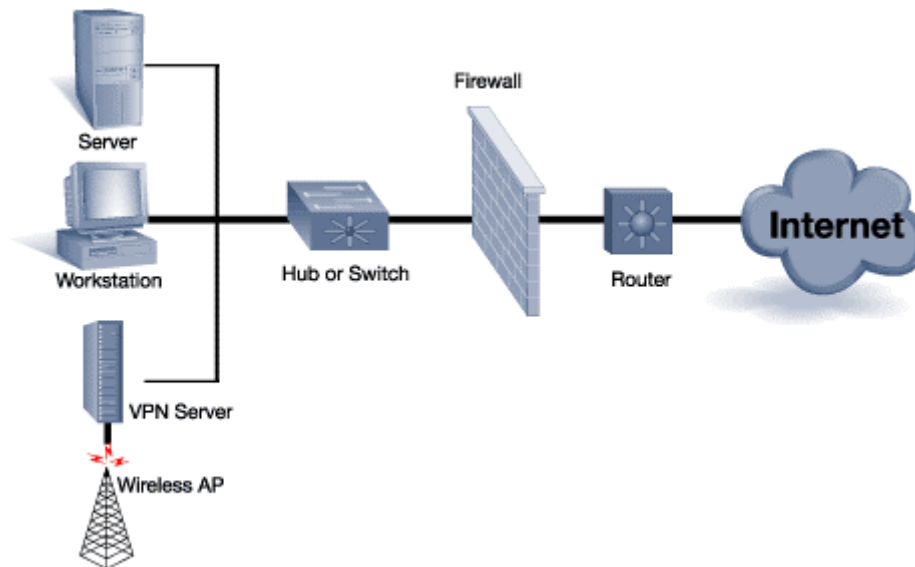 Server
Firewall
Workstation
Hub or Switch
Router
Internet
VPN Server
Wireless AP